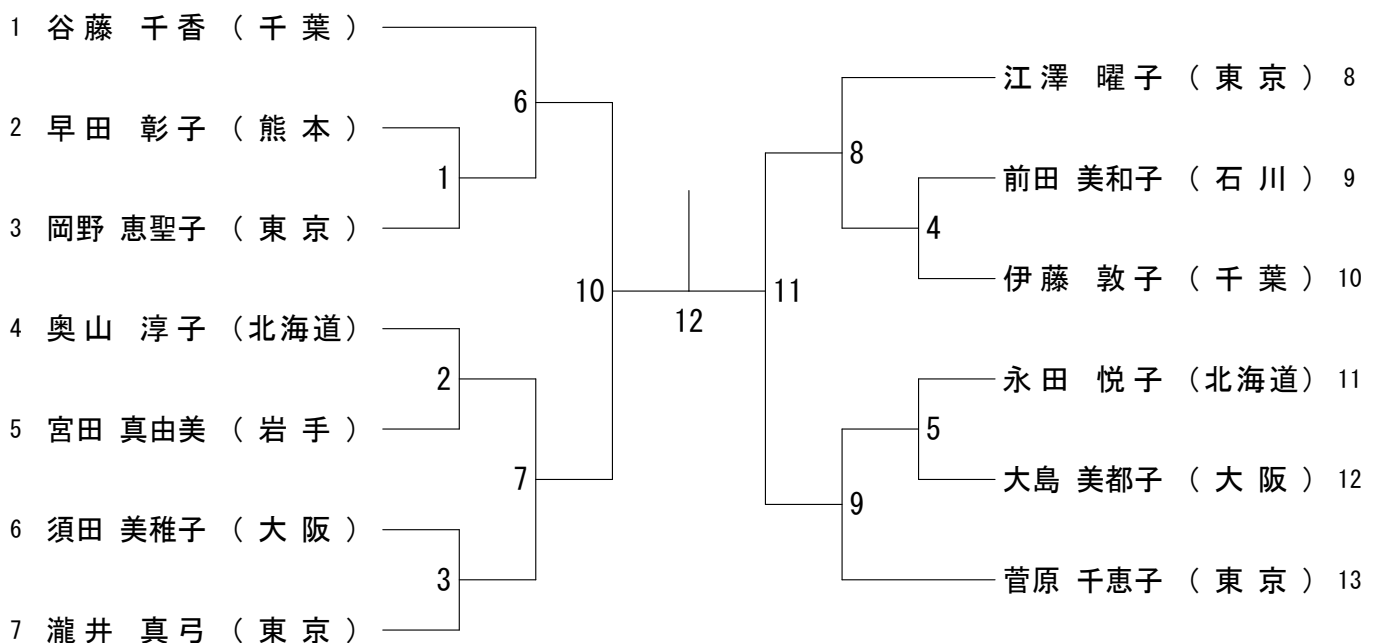 1 谷藤 千香 (千葉)
2 早田 彰子 (熊本)
3 岡野 恵聖子 (東京)
4 奥山 淳子 (北海道)
5 宮田 真由美 (岩手)
6 須田 美稚子 (大阪)
7 瀧井 真弓 (東京)
6
1
10
2
7
3
12
江澤 曜子 (東京) 8
前田 美和子 (石川) 9
伊藤 敦子 (千葉) 10
永田 悦子 (北海道) 11
大島 美都子 (大阪) 12
菅原 千恵子 (東京) 13
8
4
11
5
9